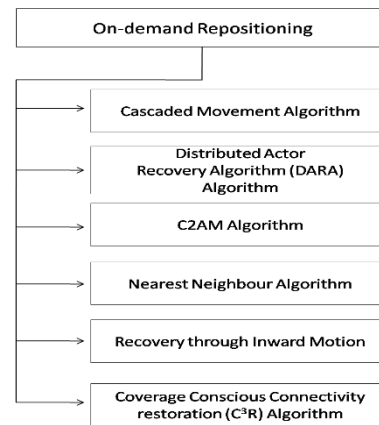 On-demand Repositioning
Cascaded Movement Algorithm
Distributed Actor
Recovery Algorithm (DARA)
Algorithm
C2AM Algorithm
Nearest Neighbour Algorithm
Recovery through Inward Motion
Coverage Conscious Connectivity
restoration (C³R) Algorithm